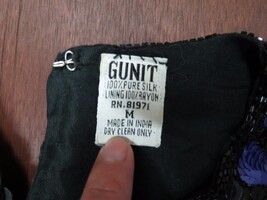 GUNIT
100% PURE SILK
LINING 100% RAYON
RN. 81971
M
MADE IN INDIA
DRY CLEAN ONLY